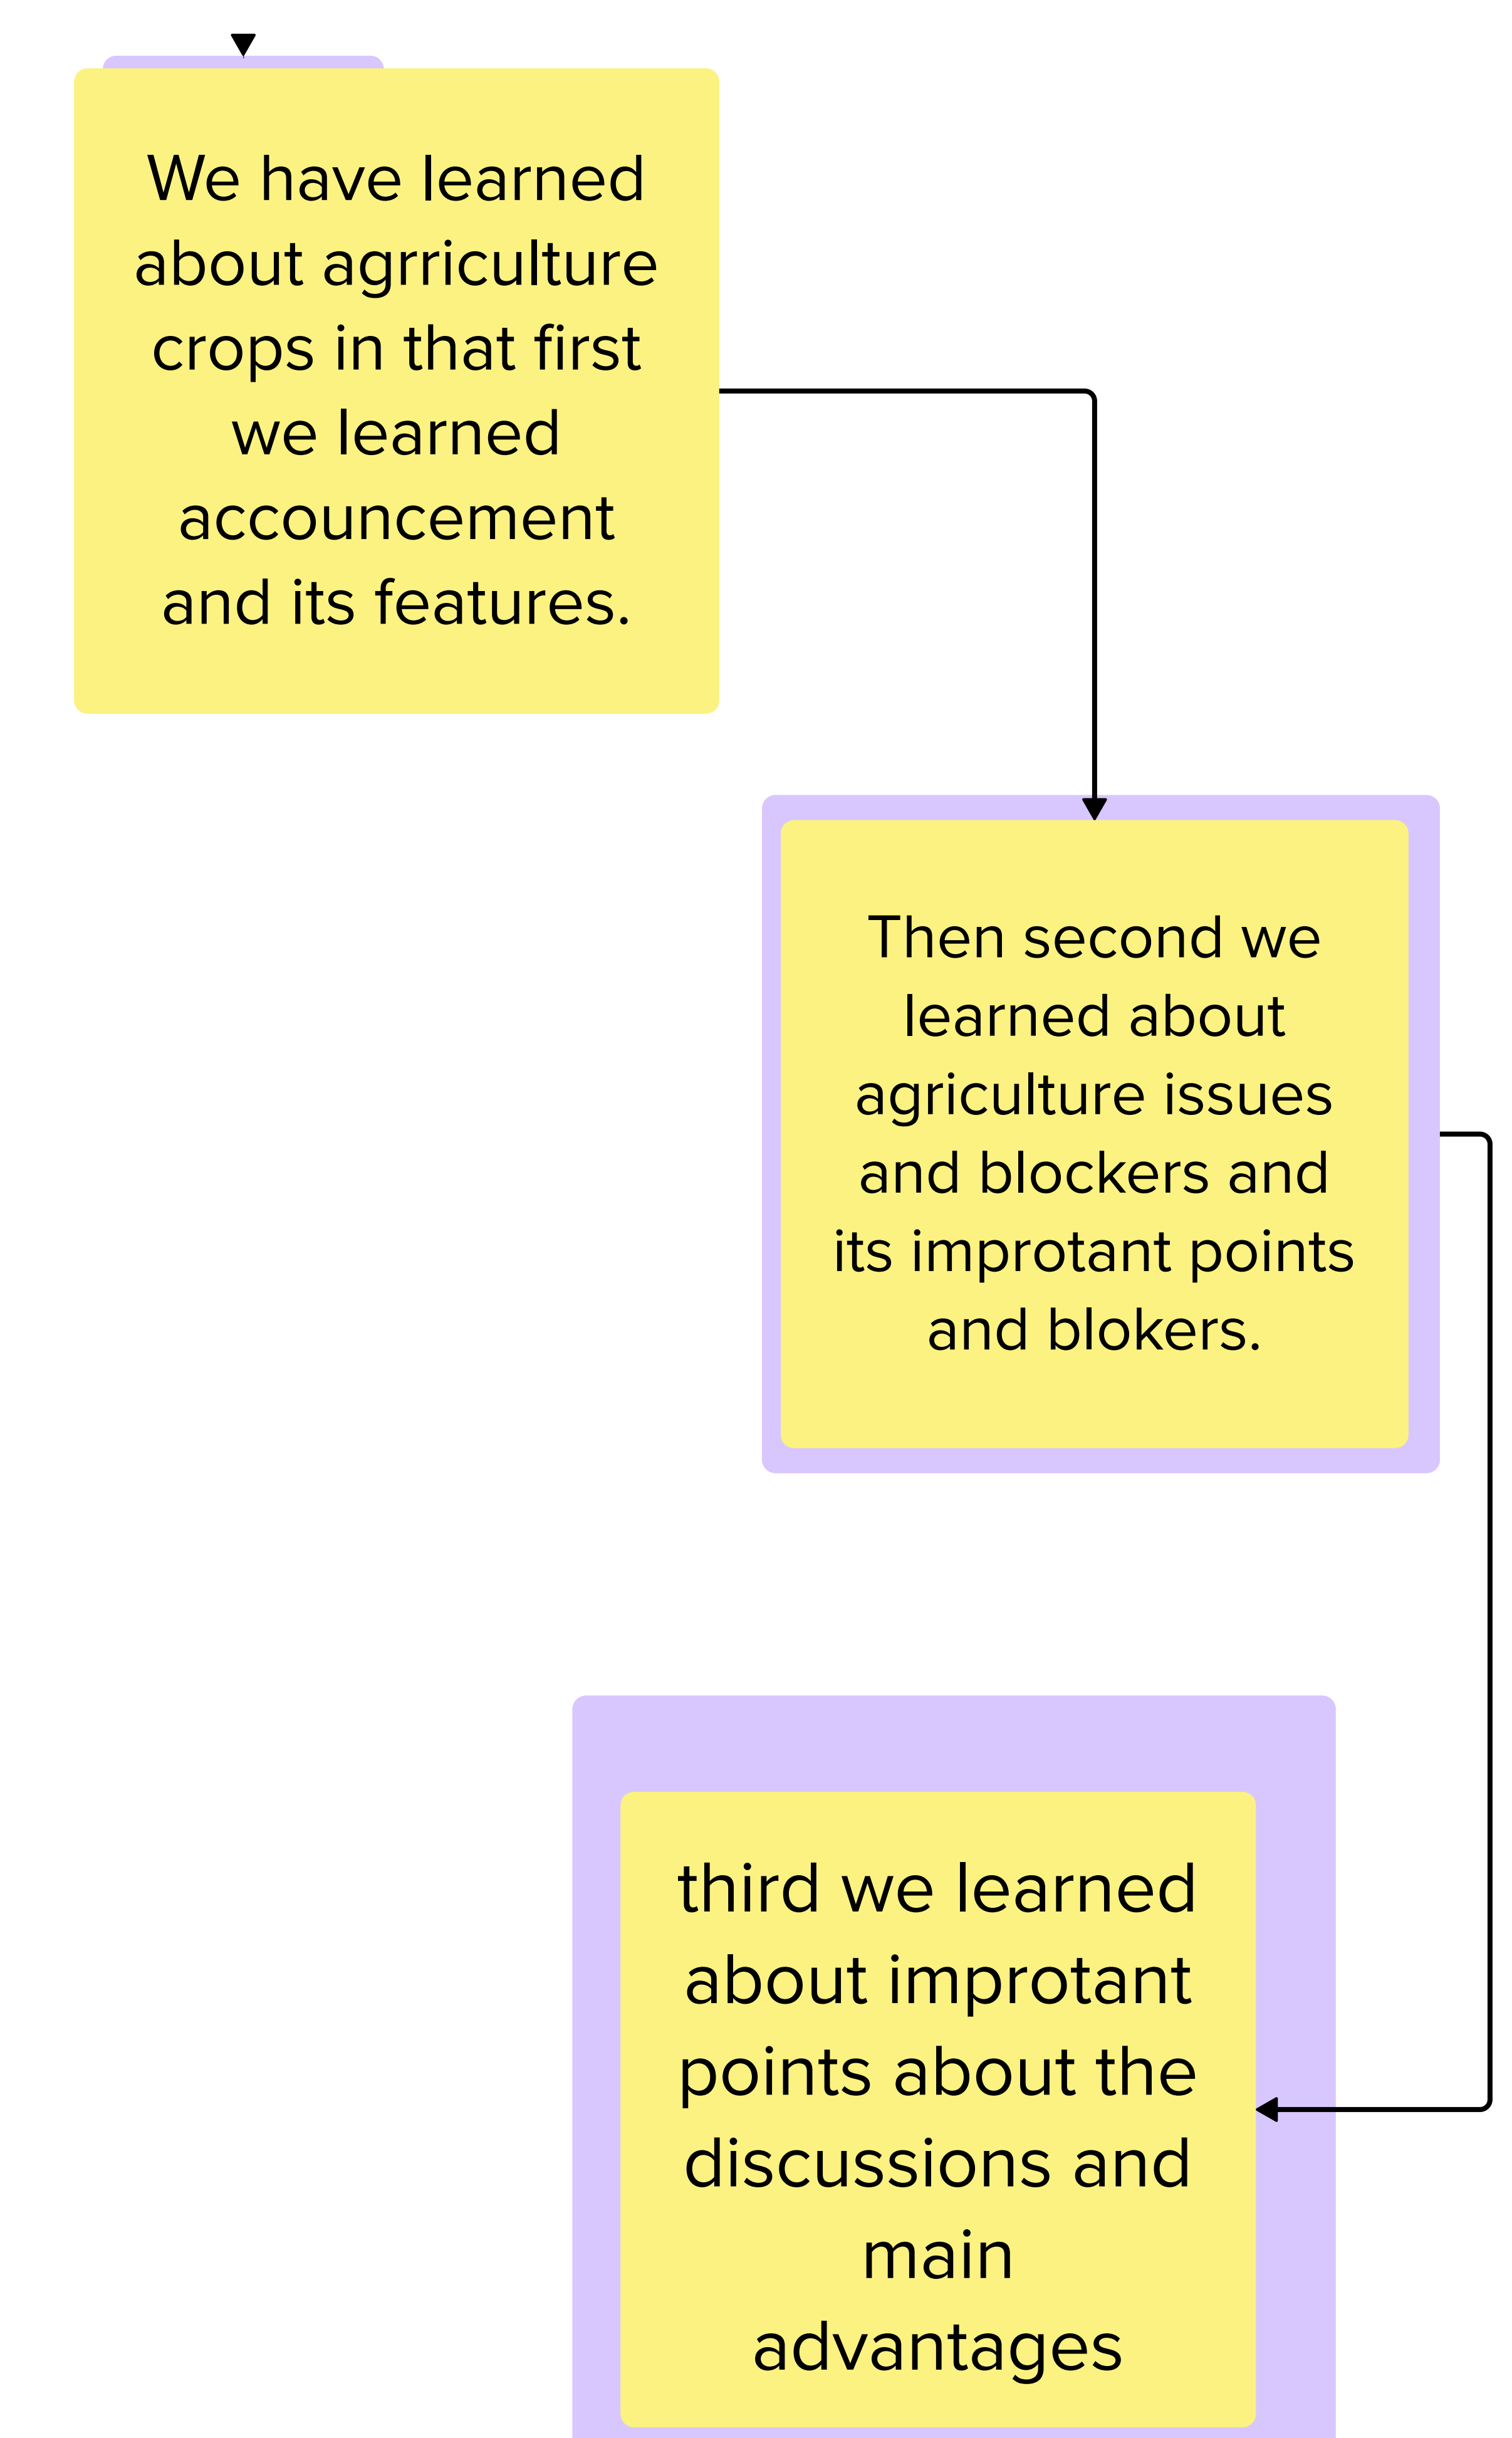 We have learned
about agrriculture
crops in that first
we learned
accouncement
and its features.
Then second we
learned about
agriculture issues
and blockers and
its improtant points
and blokers.
third we learned
about improtant
points about the
discussions and
main
advantages